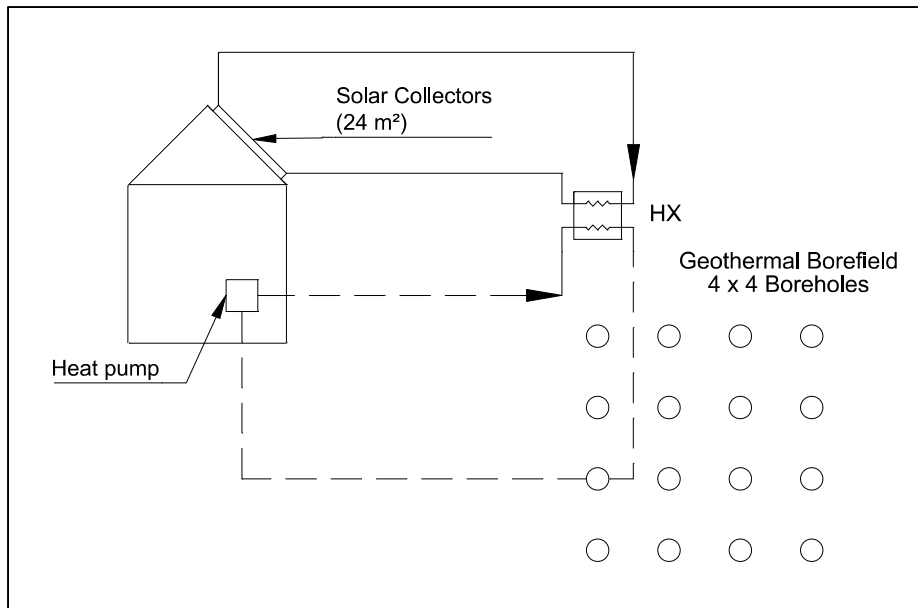 Solar Collectors
(24 m²)
HX
Geothermal Borefield
4 x 4 Boreholes
Heat pump